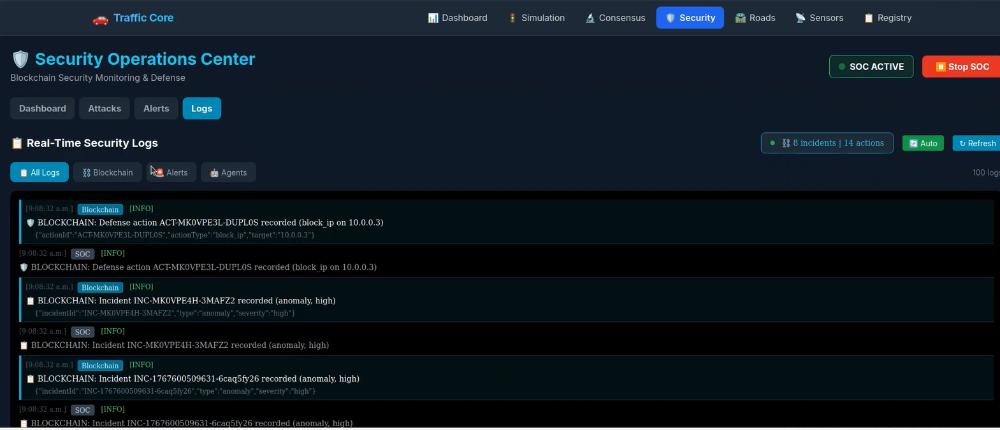 Traffic Core
Dashboard Simulation Consensus Security Roads Sensors Registry
Security Operations Center
Blockchain Security Monitoring & Defense
SOC ACTIVE Stop SOC
Dashboard Attacks Alerts Logs
Real-Time Security Logs
8 incidents | 14 actions Auto ↻ Refresh
All Logs Blockchain Alerts Agents
100 logs
[9:08:32 a.m.] Blockchain [INFO]
BLOCKCHAIN: Defense action ACT-MK0VPE3L-DUPL0S recorded (block_ip on 10.0.0.3)
{"actionId":"ACT-MK0VPE3L-DUPL0S","actionType":"block_ip","target":"10.0.0.3"}
[9:08:32 a.m.] SOC [INFO]
BLOCKCHAIN: Defense action ACT-MK0VPE3L-DUPL0S recorded (block_ip on 10.0.0.3)
[9:08:32 a.m.] Blockchain [INFO]
BLOCKCHAIN: Incident INC-MK0VPE4H-3MAFZ2 recorded (anomaly, high)
{"incidentId":"INC-MK0VPE4H-3MAFZ2","type":"anomaly","severity":"high"}
[9:08:32 a.m.] SOC [INFO]
BLOCKCHAIN: Incident INC-MK0VPE4H-3MAFZ2 recorded (anomaly, high)
[9:08:32 a.m.] Blockchain [INFO]
BLOCKCHAIN: Incident INC-1767600509631-6caq5fy26 recorded (anomaly, high)
{"incidentId":"INC-1767600509631-6caq5fy26","type":"anomaly","severity":"high"}
[9:08:32 a.m.] SOC [INFO]
BLOCKCHAIN: Incident INC-1767600509631-6caq5fy26 recorded (anomaly, high)